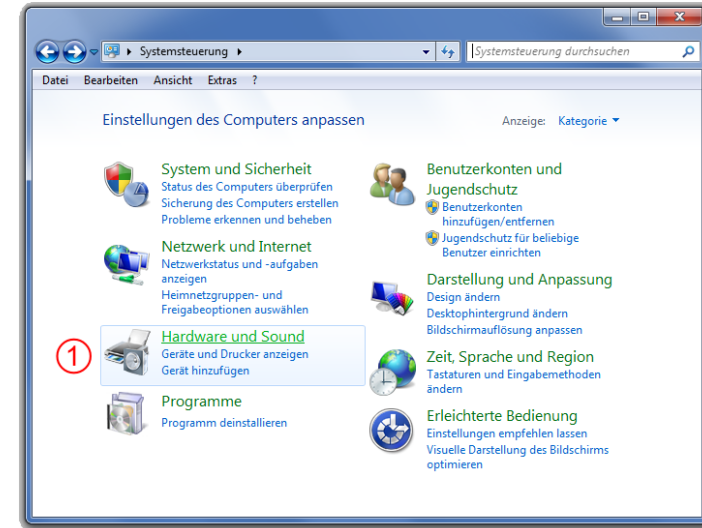 Systemsteuerung
Systemsteuerung durchsuchen
Datei Bearbeiten Ansicht Extras ?
Einstellungen des Computers anpassen
Anzeige: Kategorie
System und Sicherheit
Status des Computers überprüfen
Sicherung des Computers erstellen
Probleme erkennen und beheben
Netzwerk und Internet
Netzwerkstatus und -aufgaben
anzeigen
Heimnetzgruppen- und
Freigabeoptionen auswählen
1
Hardware und Sound
Geräte und Drucker anzeigen
Gerät hinzufügen
Programme
Programm deinstallieren
Benutzerkonten und
Jugendschutz
Benutzerkonten
hinzufügen/entfernen
Jugendschutz für beliebige
Benutzer einrichten
Darstellung und Anpassung
Design ändern
Desktophintergrund ändern
Bildschirmauflösung anpassen
Zeit, Sprache und Region
Tastaturen und Eingabemethoden
ändern
Erleichterte Bedienung
Einstellungen empfehlen lassen
Visuelle Darstellung des Bildschirms
optimieren